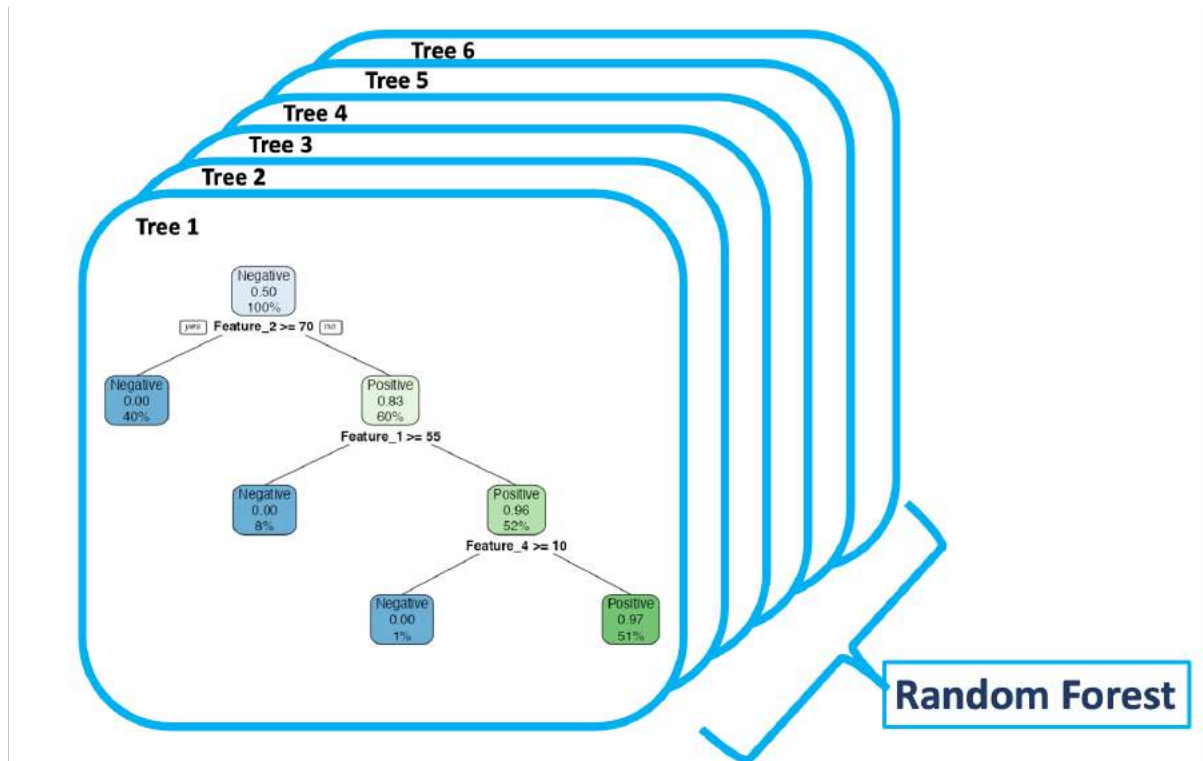 Tree 6
Tree 5
Tree 4
Tree 3
Tree 2
Tree 1
Negative
0.50
100%
yes Feature_2 >= 70 no
Negative
0.00
40%
Positive
0.83
60%
Feature_1 >= 55
Negative
0.00
8%
Positive
0.96
52%
Feature_4 >= 10
Negative
0.00
1%
Positive
0.97
51%
Random Forest